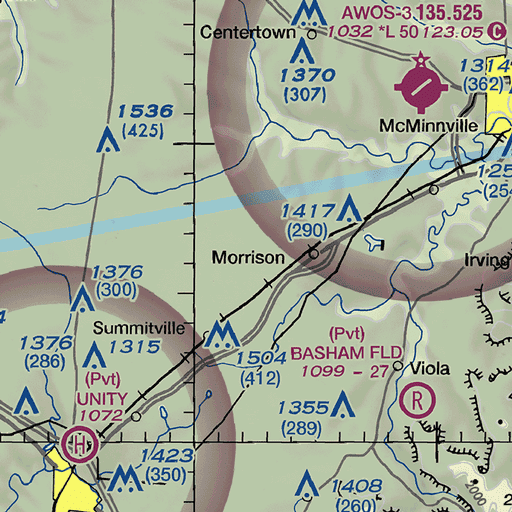 AWOS-3 135.525
1032 *L 50 123.05 C
Centertown
1370
(307)
1314
(362)
McMinnville
1536
(425)
1417
(290)
Morrison
Irving
1376
(300)
Summitville
1376
(286)
1315
1504
(412)
(Pvt)
BASHAM FLD
1099 - 27
Viola
R
(Pvt)
UNITY
1072
H
1355
(289)
1423
(350)
1408
(260)
2000